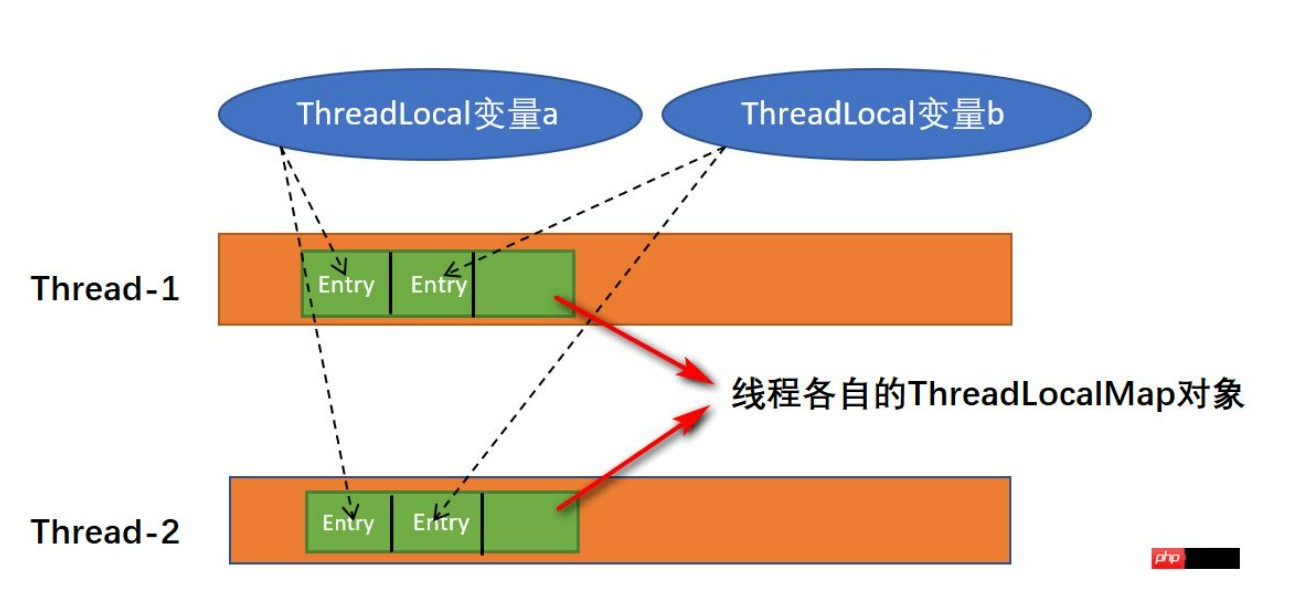 ThreadLocal变量a
ThreadLocal变量b
Thread-1
Entry
Entry
线程各自的ThreadLocalMap对象
Thread-2
Entry
Entry
php